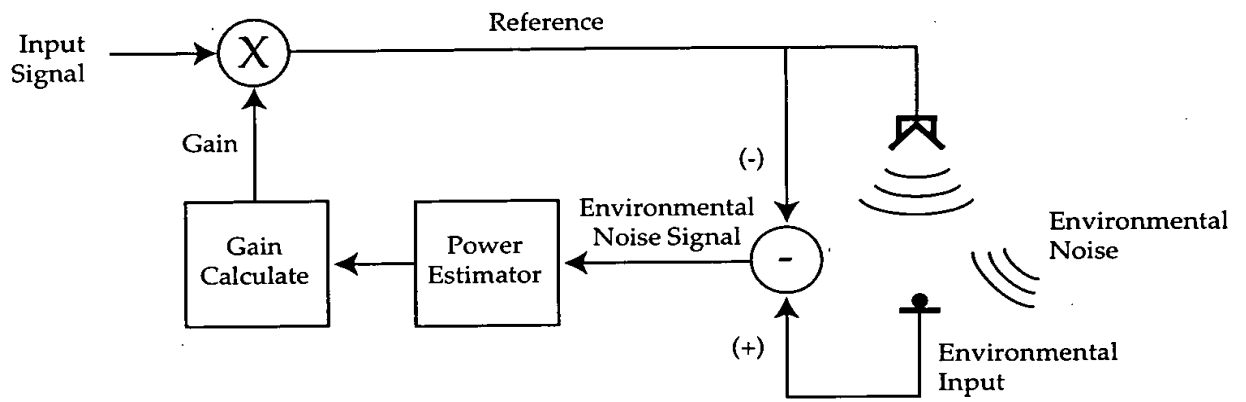 Input
Signal
X
Reference
Gain
(-)
Gain
Calculate
Power
Estimator
Environmental
Noise Signal
-
Environmental
Noise
(+)
Environmental
Input